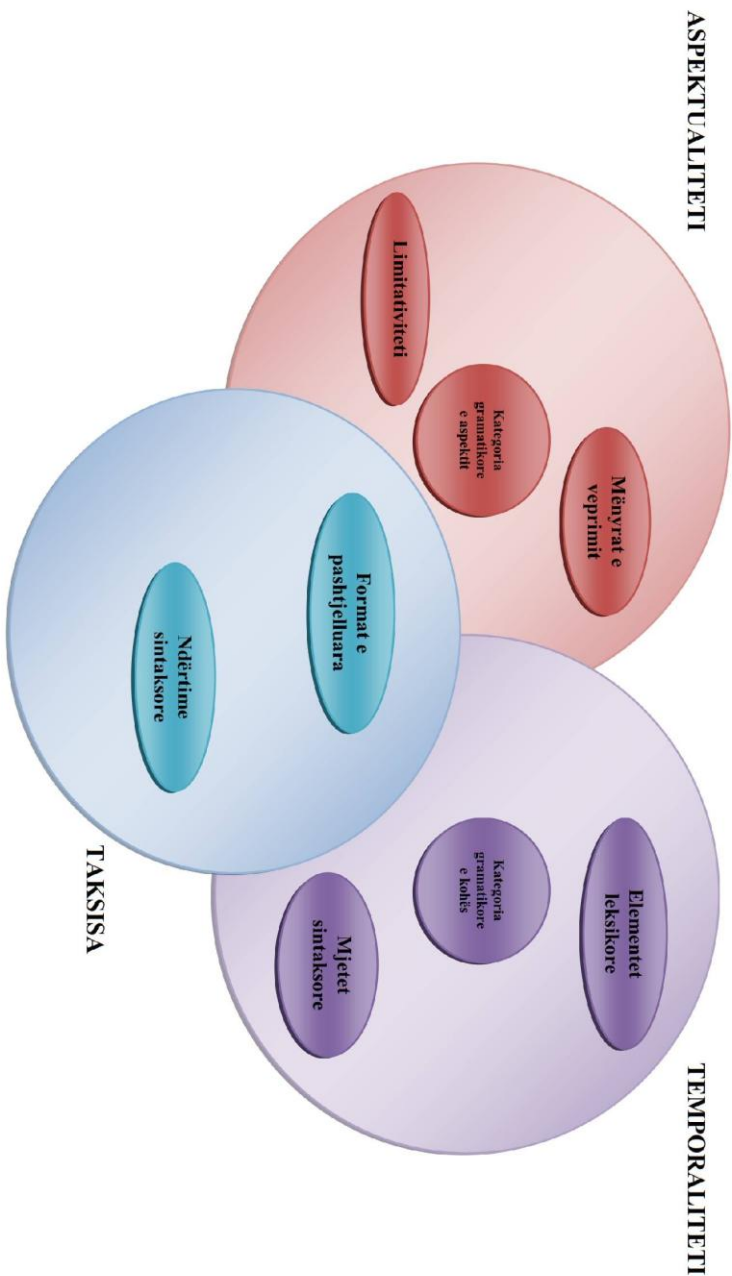 ASPEKTUALITETI
TEMPORALITETI
Mënyrat e
veprimit
Elementet
leksikore
Kategoria
gramatikore
e aspektit
Kategoria
gramatikore
e kohës
Limitativiteti
Mjetet
sintaksore
Format e
pashtjelluara
Ndërtime
sintaksore
TAKSISA